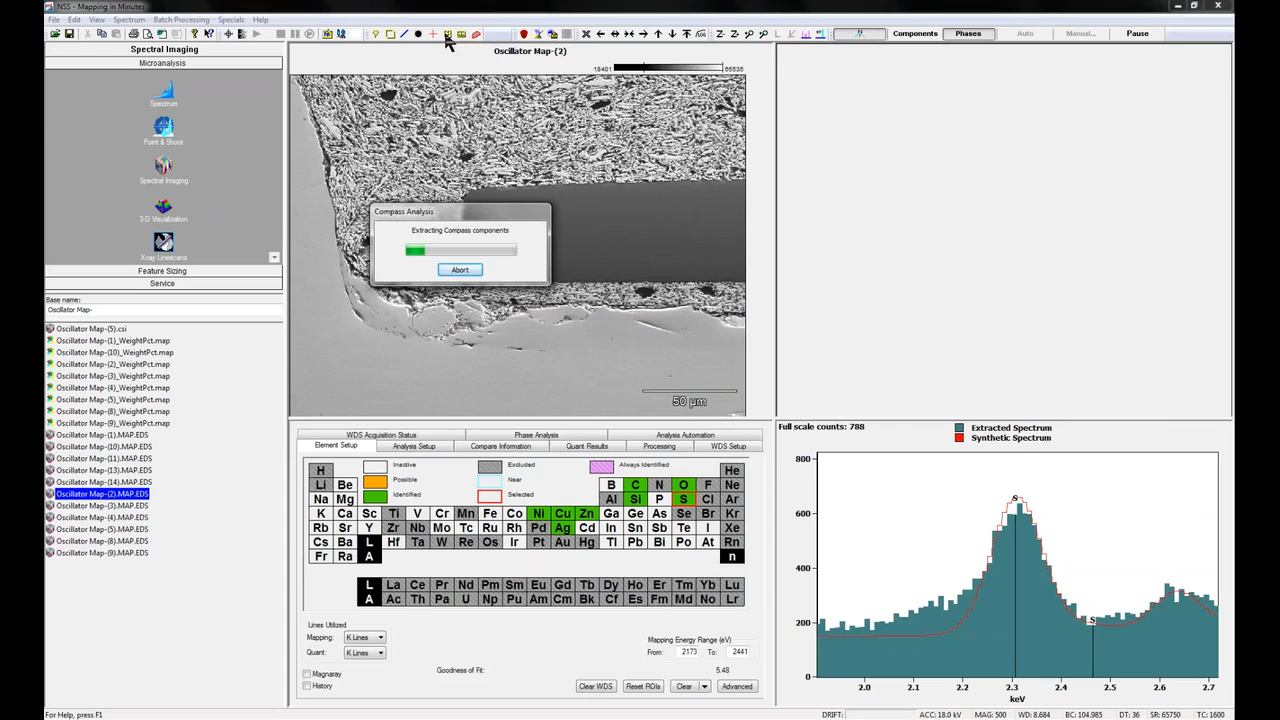 NSS - Mapping in Minutes
File Edit View Spectrum Batch Processing Specials Help
Components Phases Auto Manual... Pause
Spectral Imaging
Microanalysis
Spectrum
Point & Shoot
Spectral Imaging
3-D Visualization
X-ray Linescans
Feature Sizing
Service
Base name:
Oscillator Map-
Oscillator Map-(5).csi
Oscillator Map-(1)_WeightPct.map
Oscillator Map-(10)_WeightPct.map
Oscillator Map-(2)_WeightPct.map
Oscillator Map-(3)_WeightPct.map
Oscillator Map-(4)_WeightPct.map
Oscillator Map-(5)_WeightPct.map
Oscillator Map-(8)_WeightPct.map
Oscillator Map-(9)_WeightPct.map
Oscillator Map-(1).MAP.EDS
Oscillator Map-(10).MAP.EDS
Oscillator Map-(11).MAP.EDS
Oscillator Map-(13).MAP.EDS
Oscillator Map-(14).MAP.EDS
Oscillator Map-(2).MAP.EDS
Oscillator Map-(3).MAP.EDS
Oscillator Map-(4).MAP.EDS
Oscillator Map-(5).MAP.EDS
Oscillator Map-(8).MAP.EDS
Oscillator Map-(9).MAP.EDS
Oscillator Map-(2)
18401 65535
Compass Analysis
Extracting Compass components
Abort
50 µm
WDS Acquisition Status Phase Analysis Analysis Automation
Element Setup Analysis Setup Compare Information Quant Results Processing WDS Setup
Inactive Excluded Always Identified
Possible Near
Identified Selected
H He
Li Be B C N O F Ne
Na Mg Al Si P S Cl Ar
K Ca Sc Ti V Cr Mn Fe Co Ni Cu Zn Ga Ge As Se Br Kr
Rb Sr Y Zr Nb Mo Tc Ru Rh Pd Ag Cd In Sn Sb Te I Xe
Cs Ba L Hf Ta W Re Os Ir Pt Au Hg Tl Pb Bi Po At Rn
Fr Ra A n
L La Ce Pr Nd Pm Sm Eu Gd Tb Dy Ho Er Tm Yb Lu
A Ac Th Pa U Np Pu Am Cm Bk Cf Es Fm Md No Lr
Lines Utilized
Mapping: K Lines
Quant: K Lines
Mapping Energy Range (eV)
From: 2173 To: 2441
Magnaray
History
Goodness of Fit: 5.48
Clear WDS Reset ROIs Clear Advanced
Full scale counts: 788
Extracted Spectrum
Synthetic Spectrum
800
600
400
200
0
S
S
2.0 2.1 2.2 2.3 2.4 2.5 2.6 2.7
keV
For Help, press F1
DRIFT: ACC: 18.0 kV MAG: 500 WD: 8.684 BC: 104.985 DT: 36 SR: 65750 TC: 1600